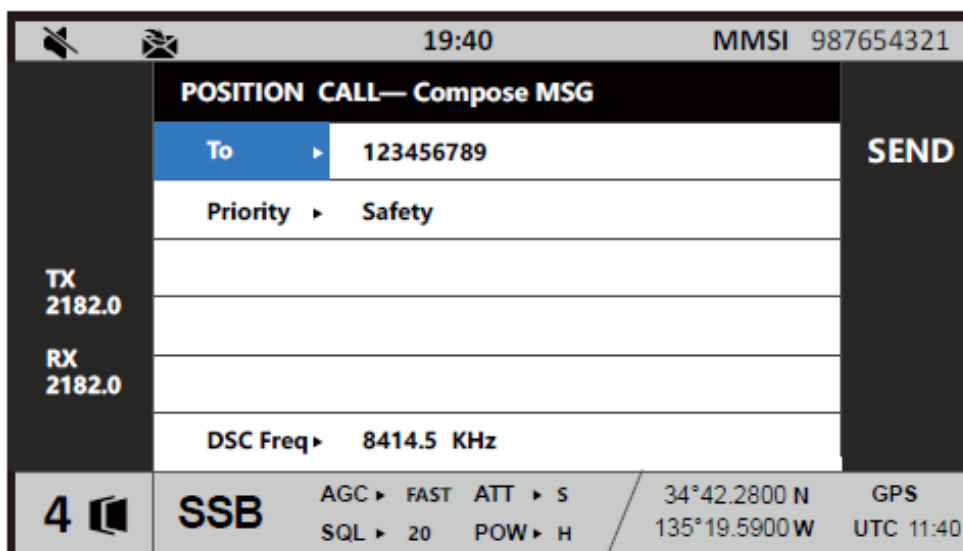 19:40 MMSI 987654321
POSITION CALL— Compose MSG
To ▸ 123456789
SEND
Priority ▸ Safety
TX
2182.0
RX
2182.0
DSC Freq ▸ 8414.5 KHz
4 SSB
AGC ▸ FAST ATT ▸ S
SQL ▸ 20 POW ▸ H
34°42.2800 N
135°19.5900 W
GPS
UTC 11:40